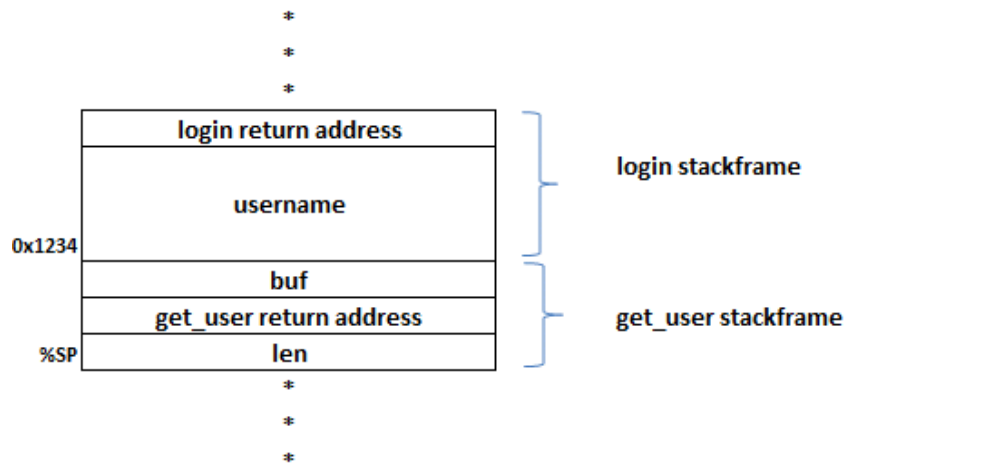 *
*
*
login return address
login stackframe
username
0x1234
buf
get_user return address
get_user stackframe
%SP
len
*
*
*